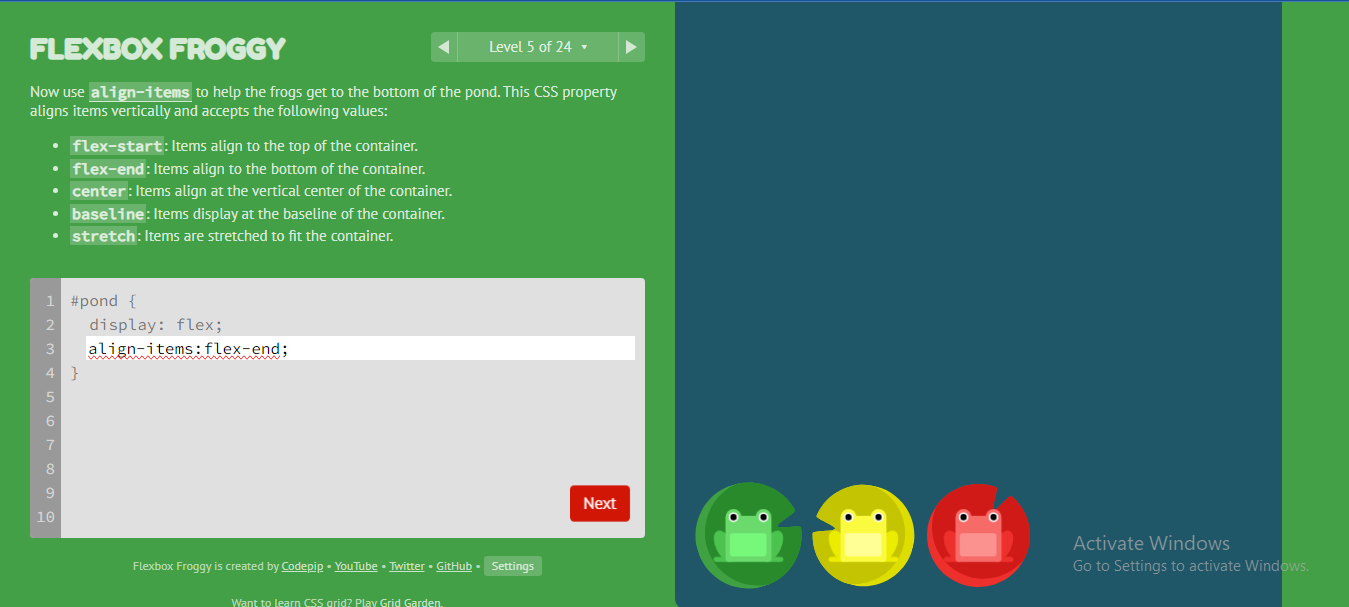 FLEXBOX FROGGY
◀ Level 5 of 24 ▾ ▶
Now use align-items to help the frogs get to the bottom of the pond. This CSS property
aligns items vertically and accepts the following values:
• flex-start: Items align to the top of the container.
• flex-end: Items align to the bottom of the container.
• center: Items align at the vertical center of the container.
• baseline: Items display at the baseline of the container.
• stretch: Items are stretched to fit the container.
1 #pond {
2 display: flex;
3 align-items:flex-end;
4 }
5
6
7
8
9
10
Next
Flexbox Froggy is created by Codepip • YouTube • Twitter • GitHub • Settings
Want to learn CSS grid? Play Grid Garden.
Activate Windows
Go to Settings to activate Windows.